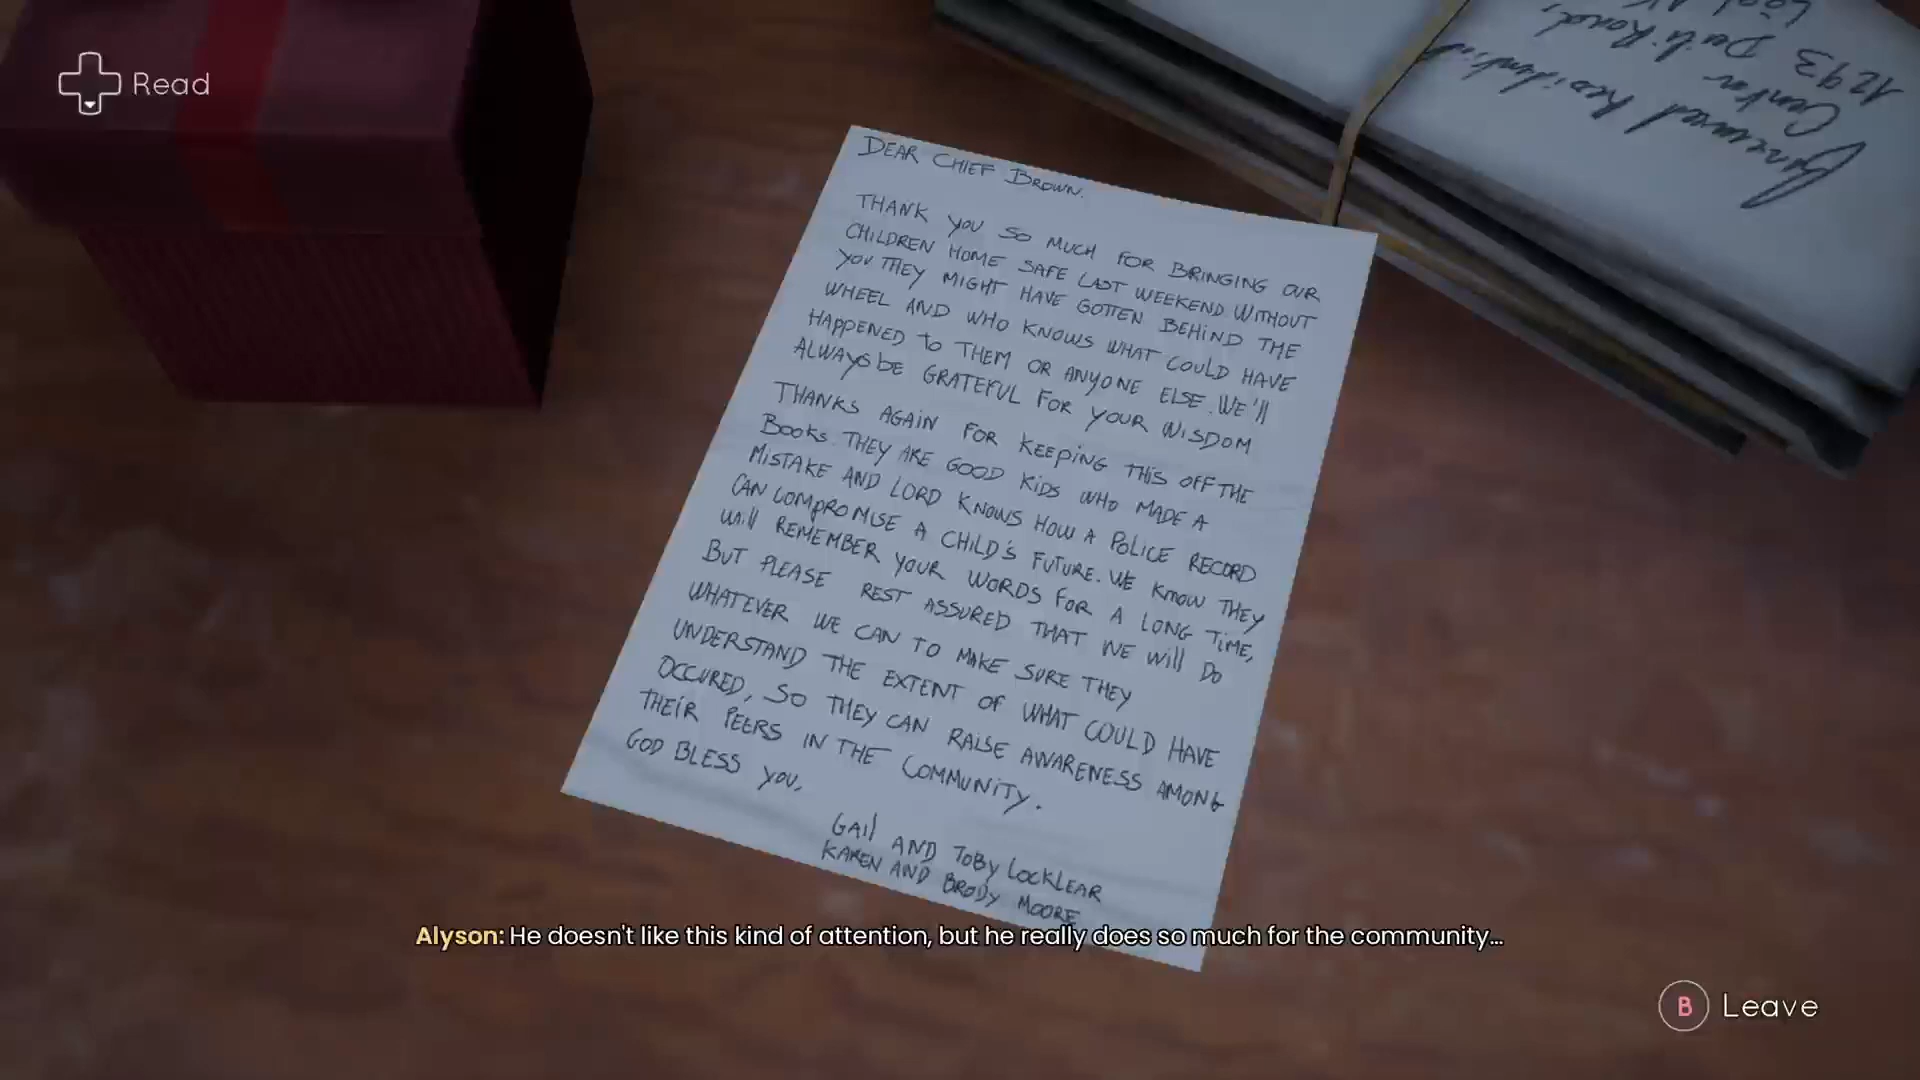 Read
DEAR CHIEF BROWN.
THANK YOU SO MUCH FOR BRINGING OUR
CHILDREN HOME SAFE LAST WEEKEND. WITHOUT
YOU THEY MIGHT HAVE GOTTEN BEHIND THE
WHEEL AND WHO KNOWS WHAT COULD HAVE
HAPPENED TO THEM OR ANYONE ELSE. WE'll
ALWAYS bE GRATEFUL FOR YOUR WISDOM
THANKS AGAIN FOR KEEPING THIS OFF THE
BOOKS. THEY ARE GOOD KIDS WHO MADE A
MISTAKE AND LORD KNOWS HOW A POLICE RECORD
CAN COMPROMISE A CHILD'S FUTURE. WE KNOW THEY
Will REMEMBER YOUR WORDS FOR A LONG TIME,
BUT PLEASE REST ASSURED THAT WE Will DO
WHATEVER WE CAN TO MAKE SURE THEY
UNDERSTAND THE EXTENT OF WHAT COULD HAVE
OCCURED, SO THEY CAN RAISE AWARENESS AMONG
THEIR PEERS IN THE COMMUNITY.
GOD BLESS YOU,
GAIl AND TOBY LOCKLEAR
KAREN AND BRODY MOORE
Residential
Center
1293 Road,
Alyson: He doesn't like this kind of attention, but he really does so much for the community...
B Leave